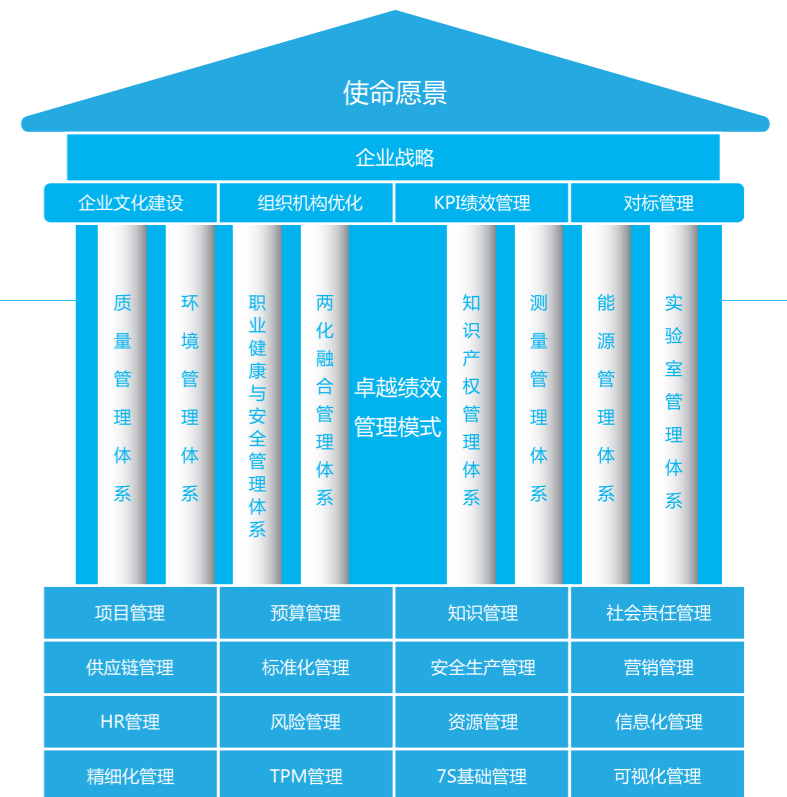 使命愿景
企业战略
企业文化建设
组织机构优化
KPI绩效管理
对标管理
质量管理体系
环境管理体系
职业健康与安全管理体系
两化融合管理体系
卓越绩效
管理模式
知识产权管理体系
测量管理体系
能源管理体系
实验室管理体系
项目管理
预算管理
知识管理
社会责任管理
供应链管理
标准化管理
安全生产管理
营销管理
HR管理
风险管理
资源管理
信息化管理
精细化管理
TPM管理
7S基础管理
可视化管理